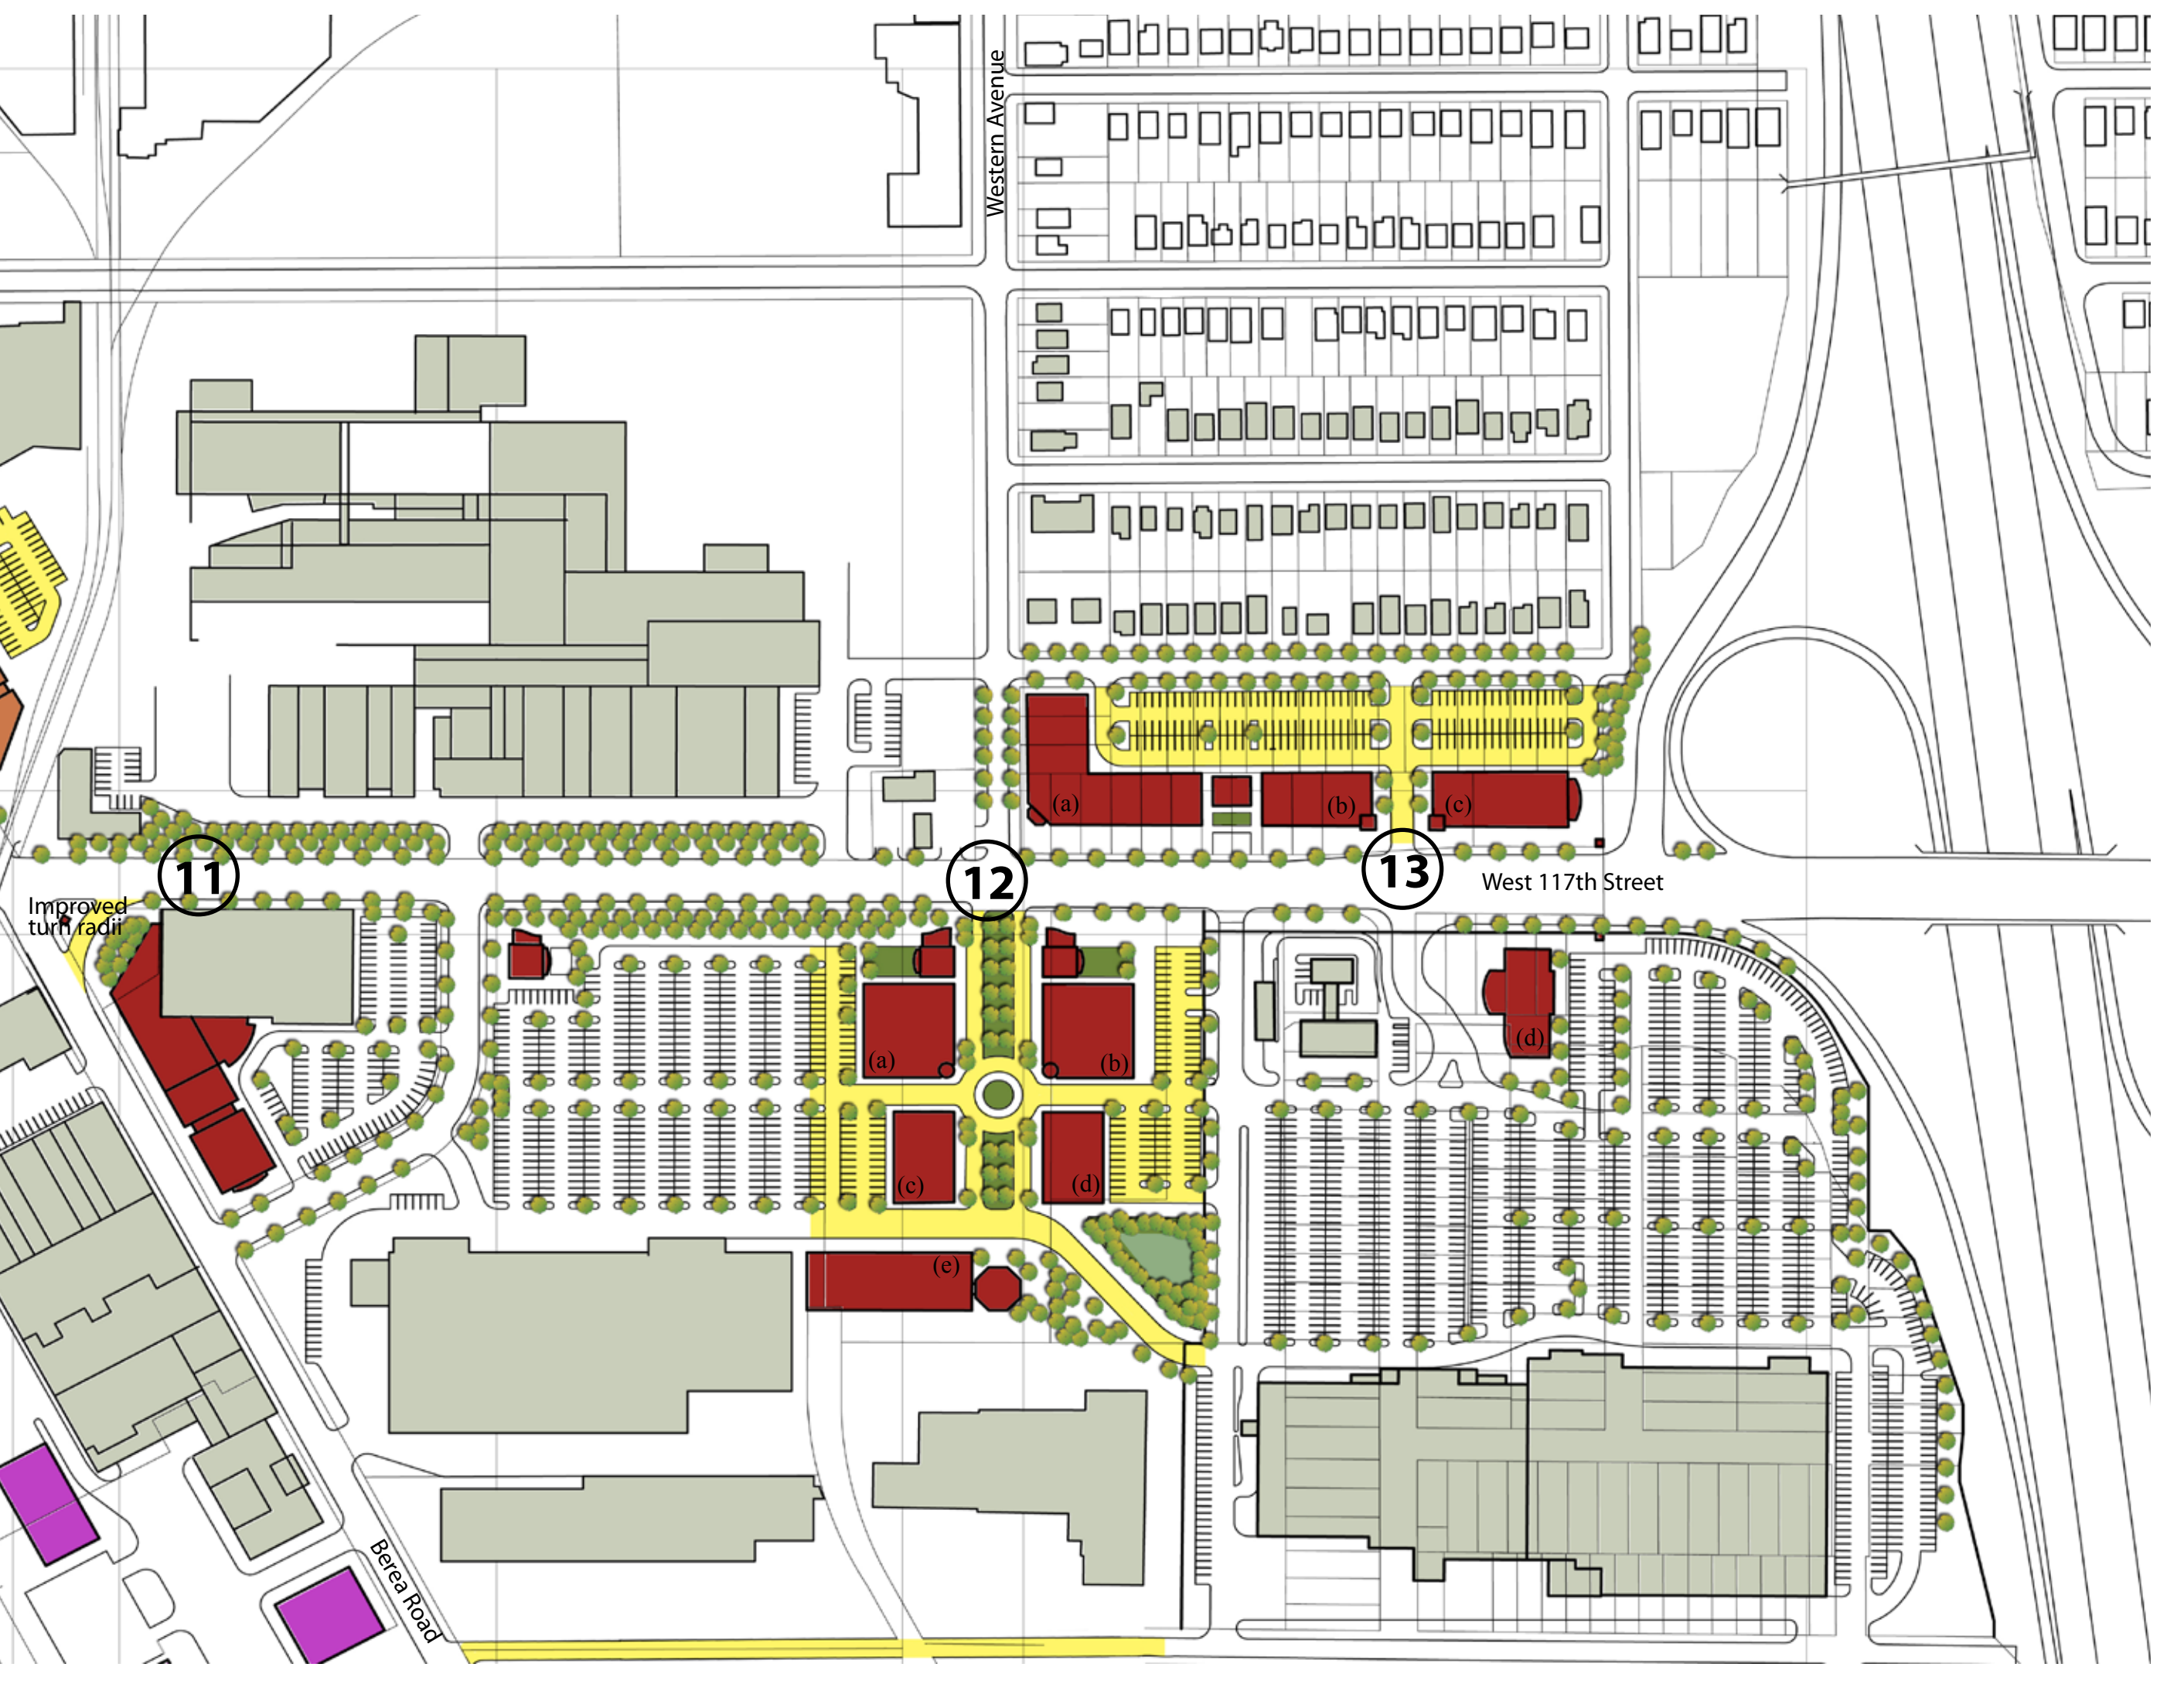 Western Avenue
(a)
(b)
(c)
11
12
13
West 117th Street
Improved
turn radii
(a)
(b)
(d)
(c)
(d)
(e)
Berea Road